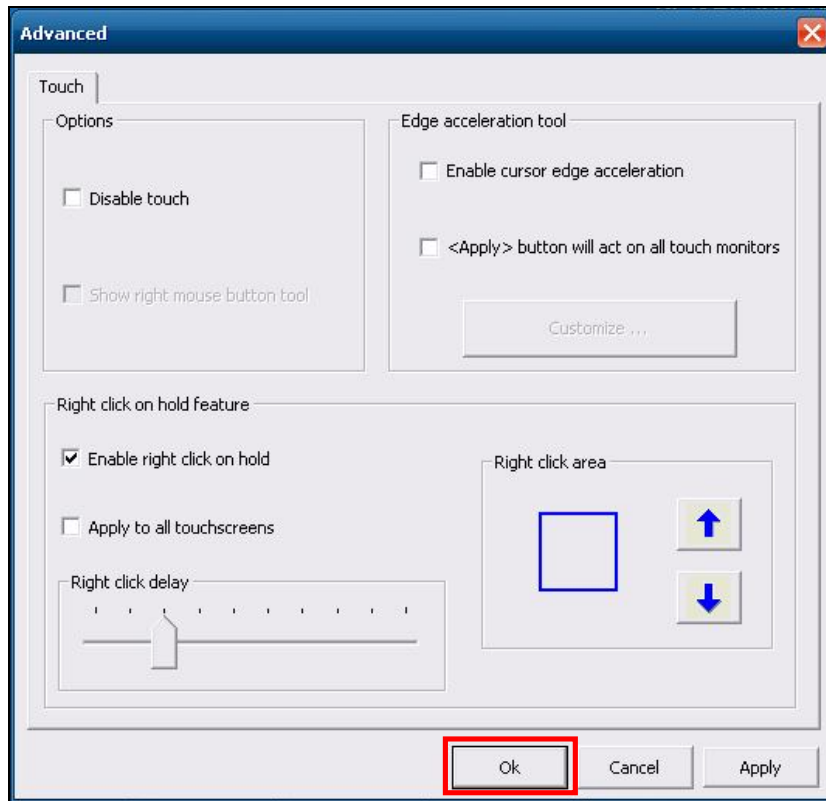 Advanced
Touch
Options
Disable touch
Show right mouse button tool
Edge acceleration tool
Enable cursor edge acceleration
<Apply> button will act on all touch monitors
Customize ...
Right click on hold feature
Enable right click on hold
Apply to all touchscreens
Right click delay
Right click area
Ok
Cancel
Apply